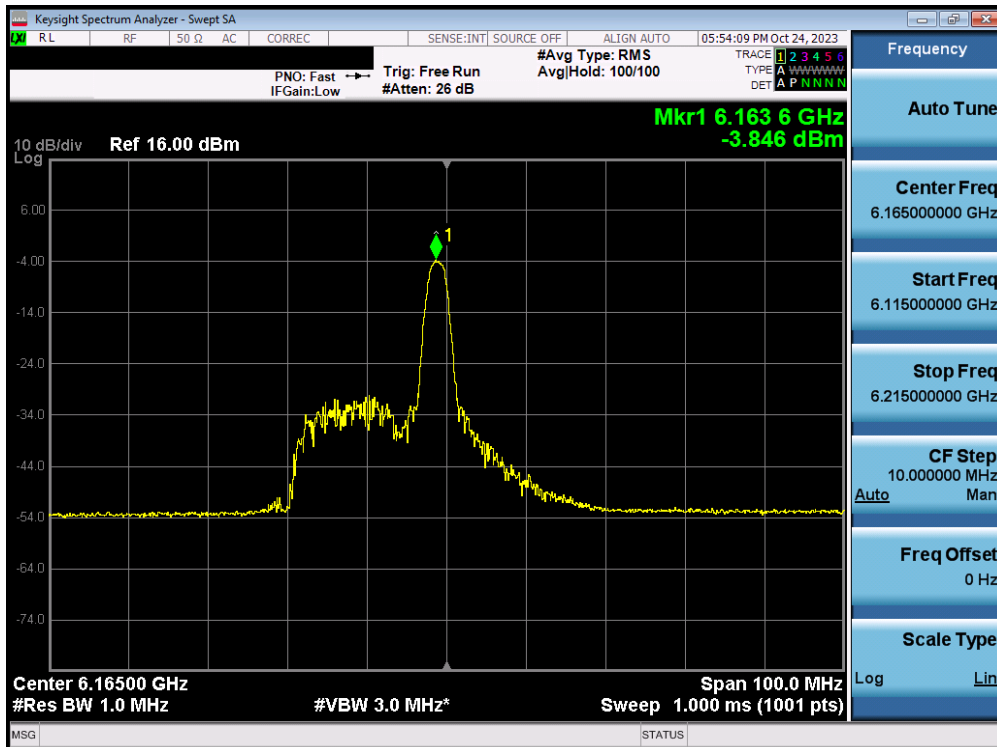 Keysight Spectrum Analyzer - Swept SA
LXI RL RF 50 Ω AC CORREC SENSE:INT SOURCE OFF ALIGN AUTO 05:54:09 PM Oct 24, 2023
Frequency
PNO: Fast
IFGain:Low
Trig: Free Run
#Atten: 26 dB
#Avg Type: RMS
Avg|Hold: 100/100
TRACE 1 2 3 4 5 6
TYPE A WWWWW
DET A P N N N N
Auto Tune
Mkr1 6.163 6 GHz
-3.846 dBm
10 dB/div Ref 16.00 dBm
Log
6.00
-4.00
-14.0
-24.0
-34.0
-44.0
-54.0
-64.0
-74.0
1
Center Freq
6.165000000 GHz
Start Freq
6.115000000 GHz
Stop Freq
6.215000000 GHz
CF Step
10.000000 MHz
Auto Man
Freq Offset
0 Hz
Scale Type
Log Lin
Center 6.16500 GHz Span 100.0 MHz
#Res BW 1.0 MHz #VBW 3.0 MHz* Sweep 1.000 ms (1001 pts)
MSG STATUS